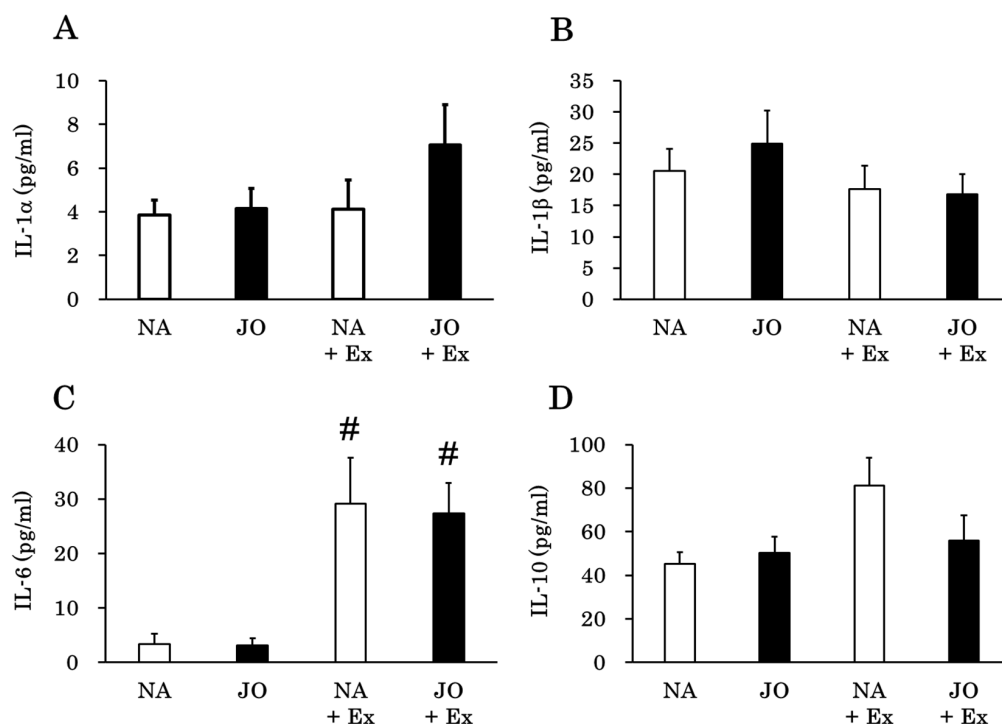 A
IL-1α (pg/ml)
10
8
6
4
2
0
NA
JO
NA
+ Ex
JO
+ Ex
B
IL-1β (pg/ml)
35
30
25
20
15
10
5
0
NA
JO
NA
+ Ex
JO
+ Ex
C
IL-6 (pg/ml)
40
30
20
10
0
#
#
NA
JO
NA
+ Ex
JO
+ Ex
D
IL-10 (pg/ml)
100
80
60
40
20
0
NA
JO
NA
+ Ex
JO
+ Ex